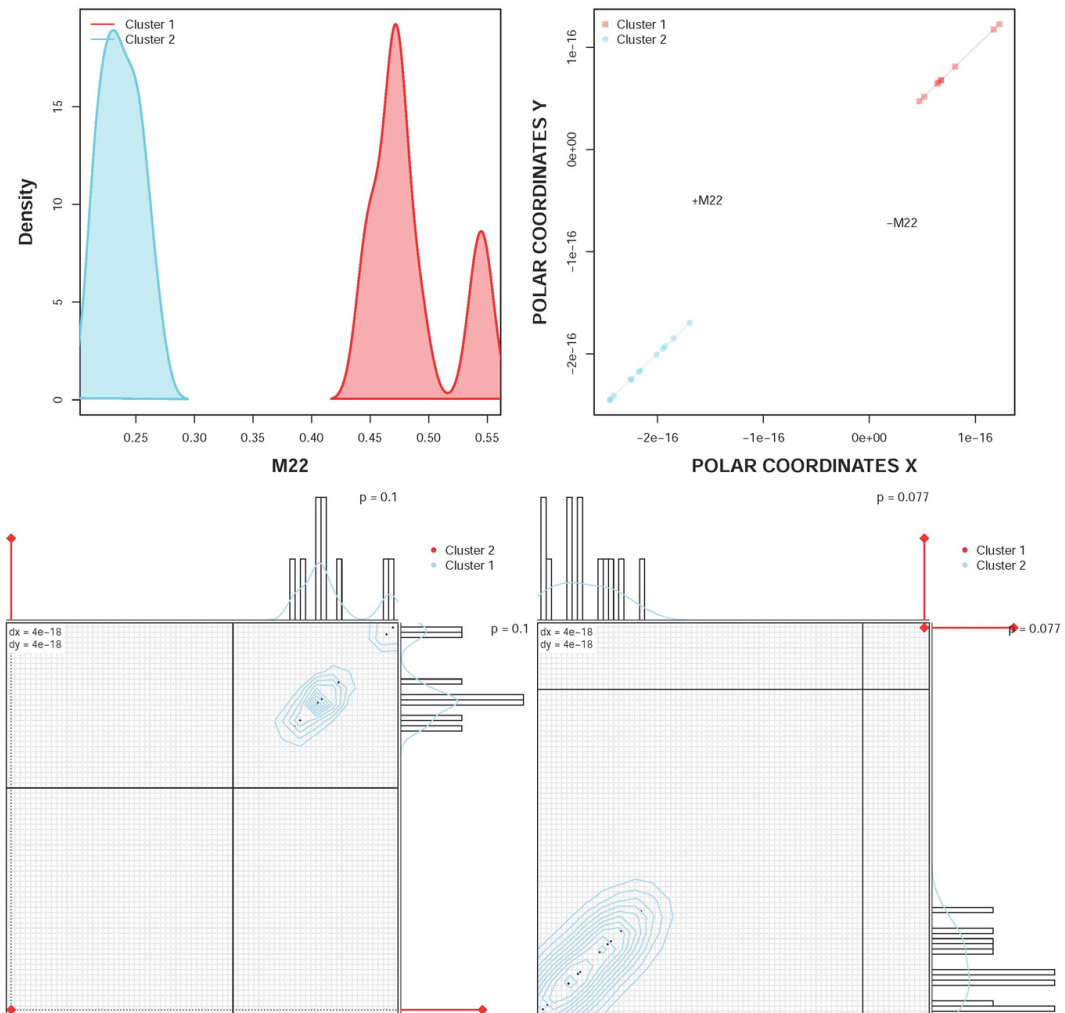 Cluster 1
Cluster 2
15
10
5
0
Density
0.25 0.30 0.35 0.40 0.45 0.50 0.55
M22
Cluster 1
Cluster 2
1e−16
0e+00
−1e−16
−2e−16
POLAR COORDINATES Y
+M22
−M22
−2e−16 −1e−16 0e+00 1e−16
POLAR COORDINATES X
p = 0.1
Cluster 2
Cluster 1
dx = 4e−18
dy = 4e−18
p = 0.1
p = 0.077
Cluster 1
Cluster 2
dx = 4e−18
dy = 4e−18
p = 0.077